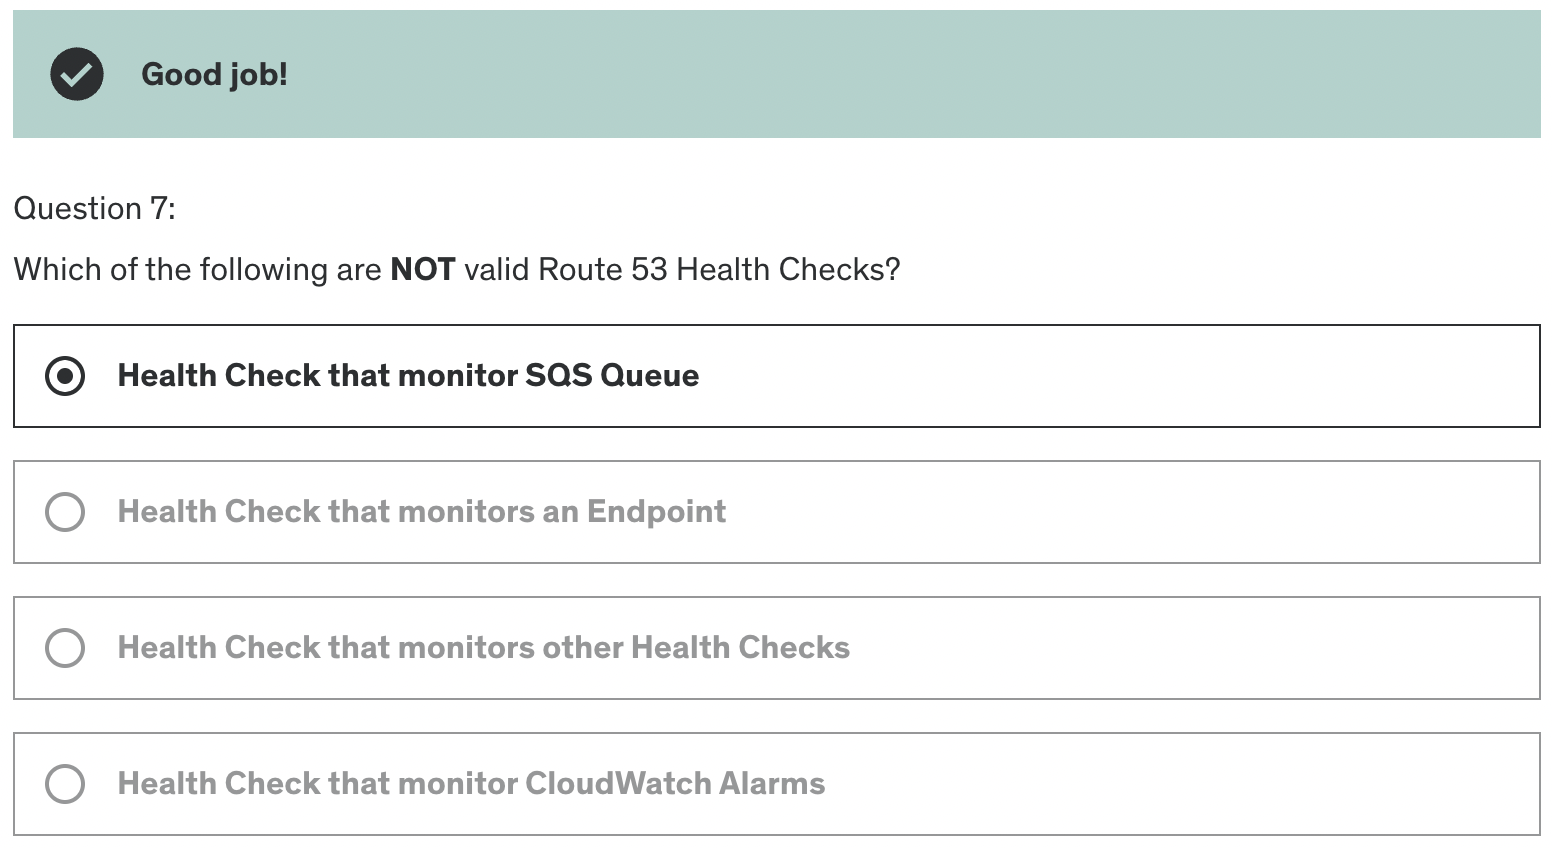 Good job!
Question 7:
Which of the following are NOT valid Route 53 Health Checks?
Health Check that monitor SQS Queue
Health Check that monitors an Endpoint
Health Check that monitors other Health Checks
Health Check that monitor CloudWatch Alarms